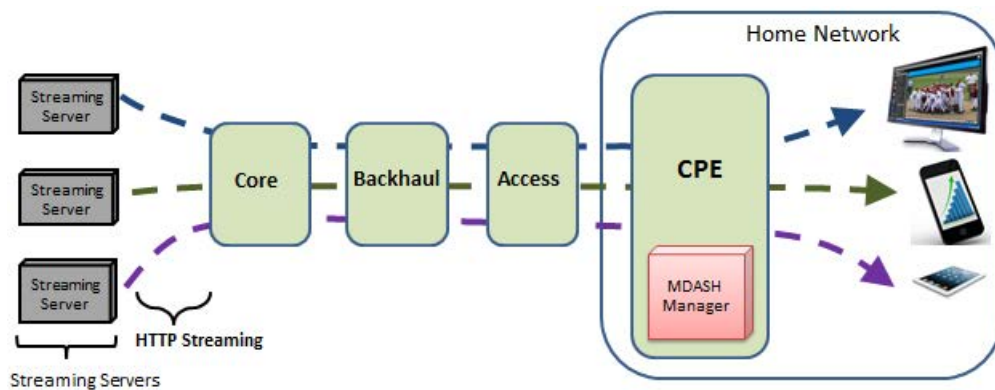 Home Network
Streaming
Server
Streaming
Server
Streaming
Server
Core
Backhaul
Access
CPE
MDASH
Manager
HTTP Streaming
Streaming Servers